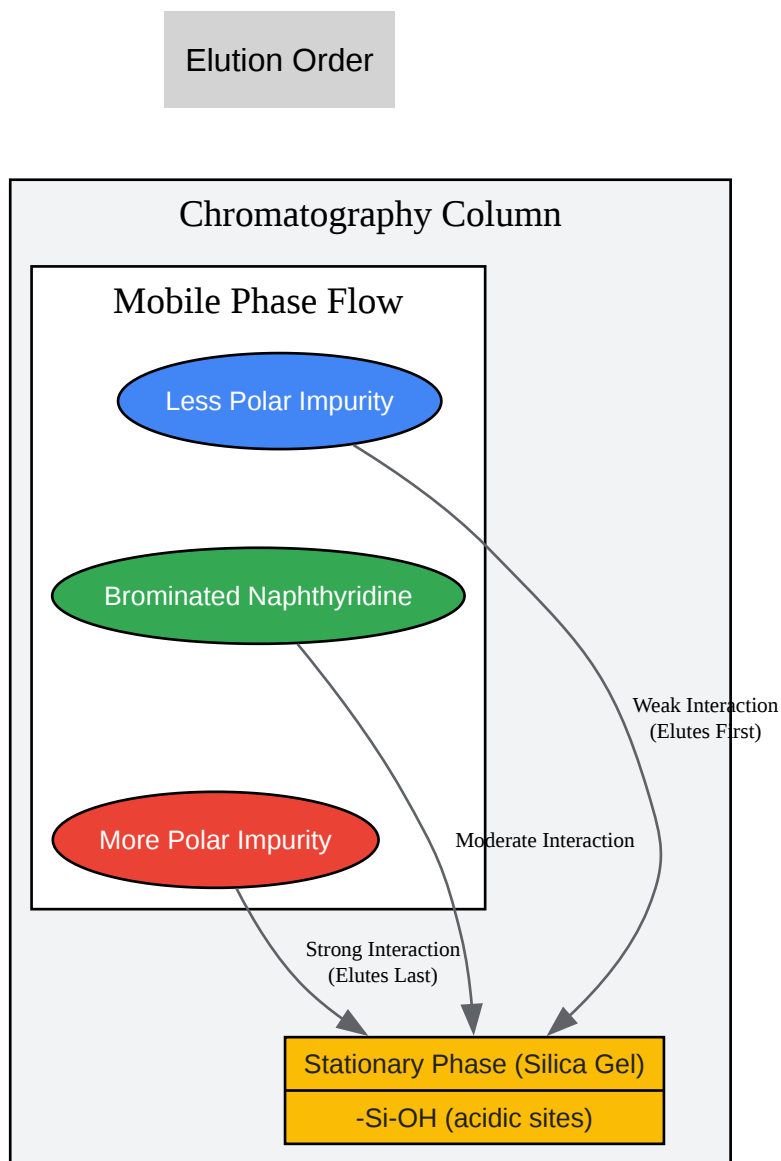 Elution Order
Chromatography Column
Mobile Phase Flow
Less Polar Impurity
Brominated Naphthyridine
Weak Interaction
(Elutes First)
More Polar Impurity
Moderate Interaction
Strong Interaction
(Elutes Last)
Stationary Phase (Silica Gel)
-Si-OH (acidic sites)